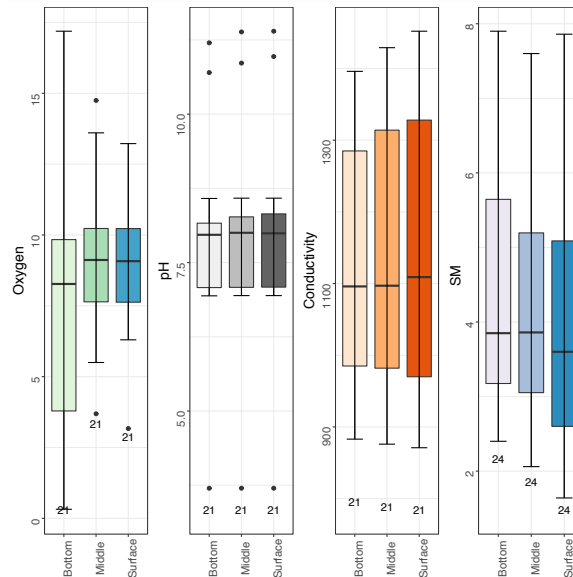 Oxygen
0
5
10
15
21
21
21
Bottom
Middle
Surface
pH
5.0
7.5
10.0
21
21
21
Bottom
Middle
Surface
Conductivity
900
1100
1300
21
21
21
Bottom
Middle
Surface
SM
2
4
6
8
24
24
24
Bottom
Middle
Surface